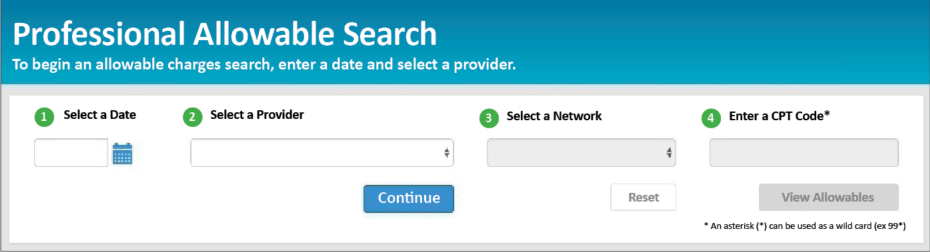 Professional Allowable Search
To begin an allowable charges search, enter a date and select a provider.
1 Select a Date
2 Select a Provider
3 Select a Network
4 Enter a CPT Code*
Continue
Reset
View Allowables
* An asterisk (*) can be used as a wild card (ex 99*)